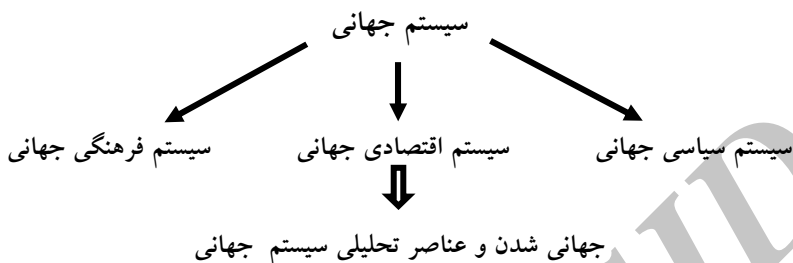 سیستم جهانی
سیستم سیاسی جهانی سیستم اقتصادی جهانی سیستم فرهنگی جهانی
جهانی شدن و عناصر تحلیلی سیستم جهانی